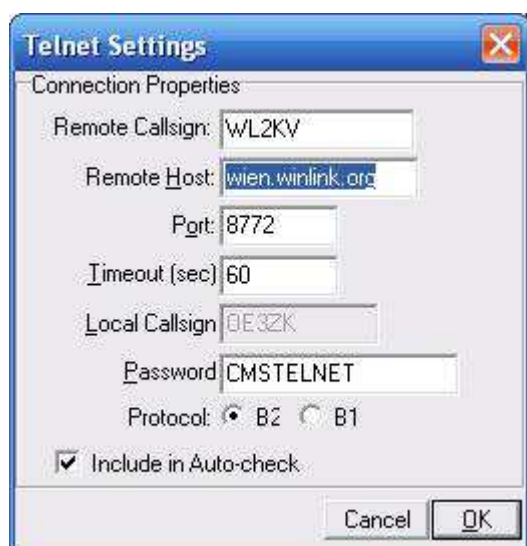 Telnet Settings
Connection Properties
Remote Callsign: WL2KV
Remote Host: wien.winlink.org
Port: 8772
Timeout (sec) 60
Local Callsign OE3ZK
Password CMSTELNET
Protocol: B2 B1
Include in Auto-check
Cancel OK